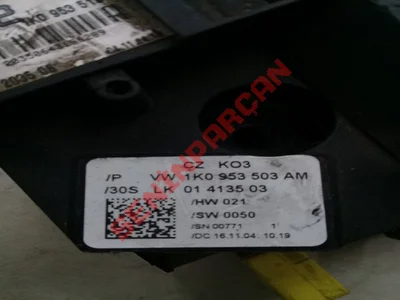 CZ KO3
/P VW 1K0 953 503 AM
/30S LK 01 4135 03
/HW 021
/SW 0050
/SN 00771 1
/DC 16.11.04 10.19
SENINPARCAN